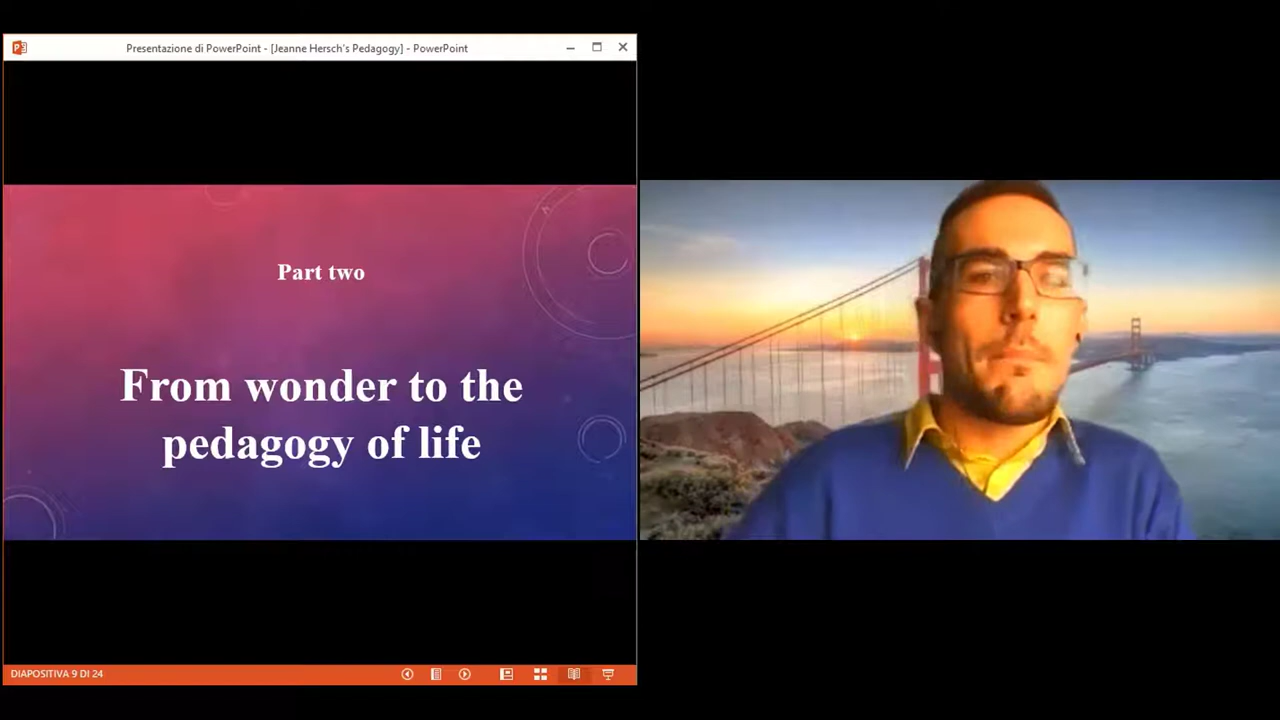 Presentazione di PowerPoint - [Jeanne Hersch's Pedagogy] - PowerPoint
Part two
From wonder to the
pedagogy of life
DIAPOSITIVA 9 DI 24